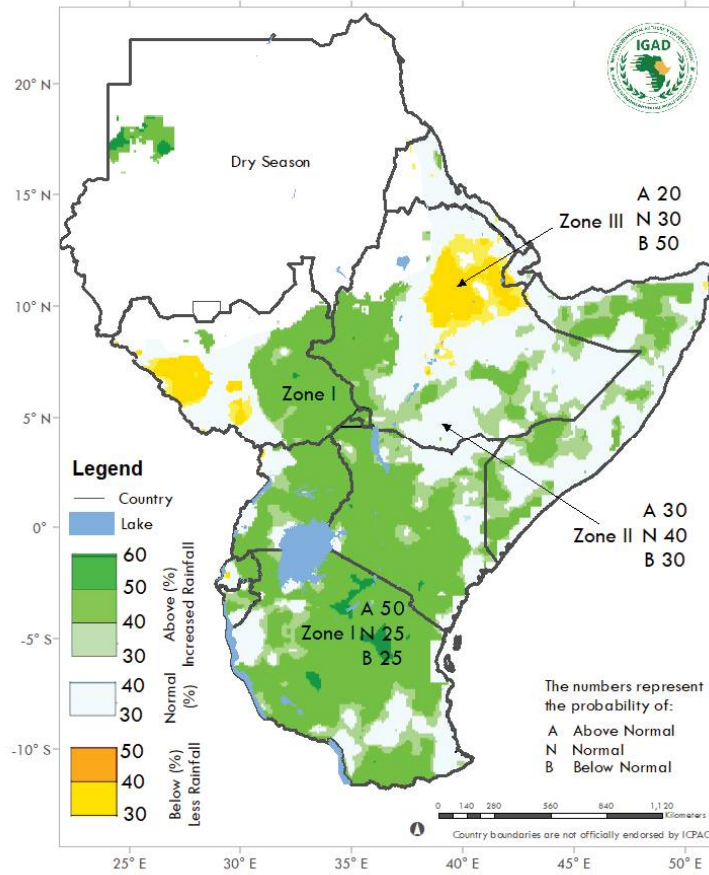 IGAD
20° N
15° N
10° N
5° N
0°
-5° S
-10° S
25° E
30° E
35° E
40° E
45° E
50° E
Dry Season
Zone III
A 20
N 30
B 50
Zone I
Zone II
A 30
N 40
B 30
Zone I
A 50
N 25
B 25
Legend
Country
Lake
60
50
40
30
Above (%)
Increased Rainfall
40
30
Normal
(%)
50
40
30
Below (%)
Less Rainfall
The numbers represent
the probability of:
A Above Normal
N Normal
B Below Normal
0 140 280 560 840 1,120
Kilometers
Country boundaries are not officially endorsed by ICPAC